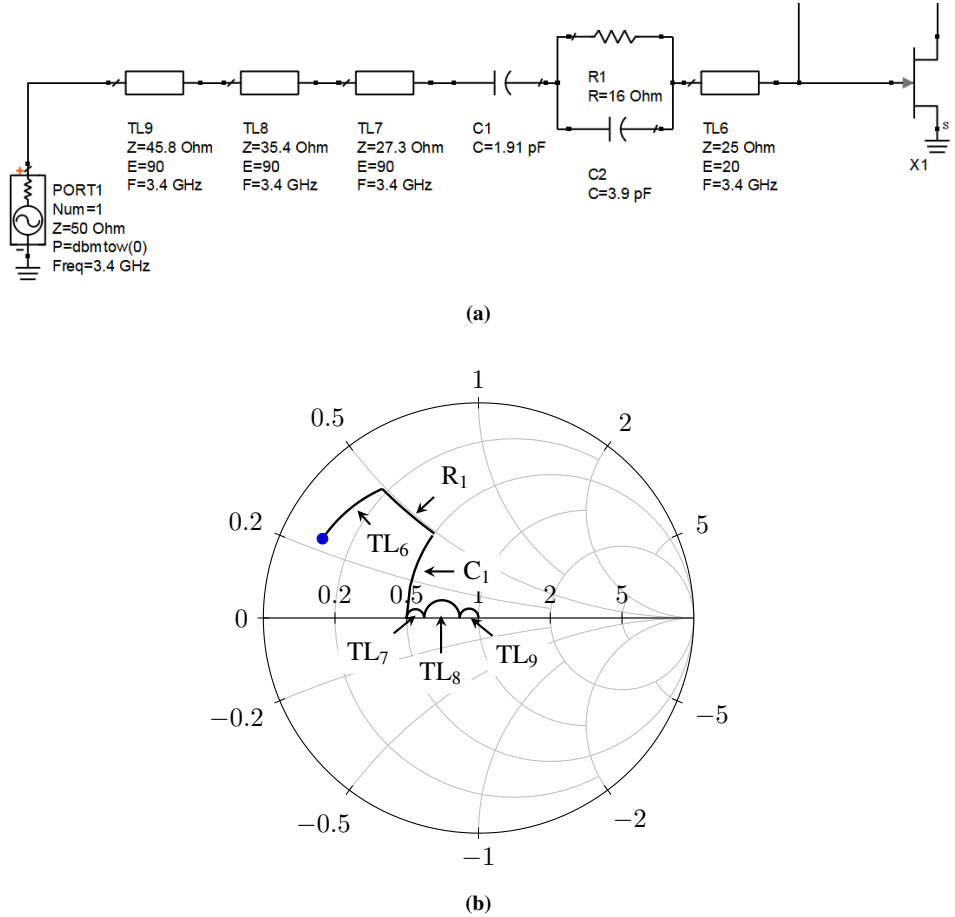 R1
R=16 Ohm
TL9
Z=45.8 Ohm
E=90
F=3.4 GHz
TL8
Z=35.4 Ohm
E=90
F=3.4 GHz
TL7
Z=27.3 Ohm
E=90
F=3.4 GHz
C1
C=1.91 pF
C2
C=3.9 pF
TL6
Z=25 Ohm
E=20
F=3.4 GHz
s
X1
+
PORT1
Num=1
Z=50 Ohm
P=dbmtow(0)
Freq=3.4 GHz
(a)
1
0.5
2
R₁
0.2
5
TL₆
C₁
0.2
0.5
1
2
5
0
TL₇
TL₈
TL₉
−0.2
−5
−0.5
−2
−1
(b)